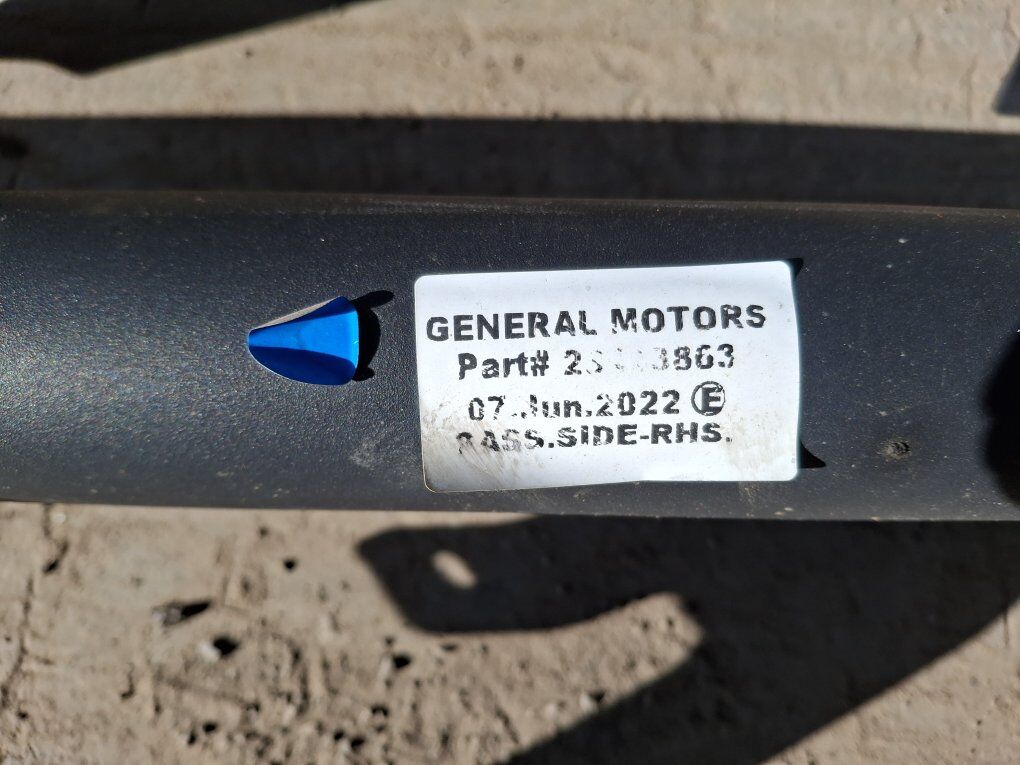 GENERAL MOTORS
Part#
07.Jun.2022 E
PASS.SIDE-RHS.